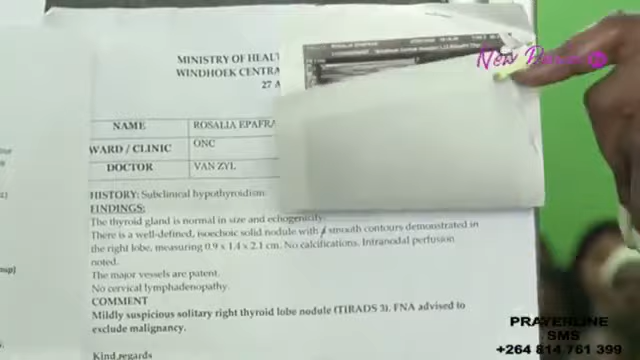 MINISTRY OF HEAL
WINDHOEK CENTRA
27 A
NAME ROSALIA EPAFRA
WARD / CLINIC ONC
DOCTOR VAN ZYL
HISTORY: Subclinical hypothyroidism
FINDINGS:
The thyroid gland is normal in size and echogenicity.
There is a well-defined, isoechoic solid nodule with smooth contours demonstrated in
the right lobe, measuring 0.9 x 1.4 x 2.1 cm. No calcifications. Intranodal perfusion
noted.
The major vessels are patent.
No cervical lymphadenopathy.
COMMENT
Mildly suspicious solitary right thyroid lobe nodule (TIRADS 3). FNA advised to
exclude malignancy.
Kind regards
New Dawn
PRAYERLINE
SMS
+264 814 761 399